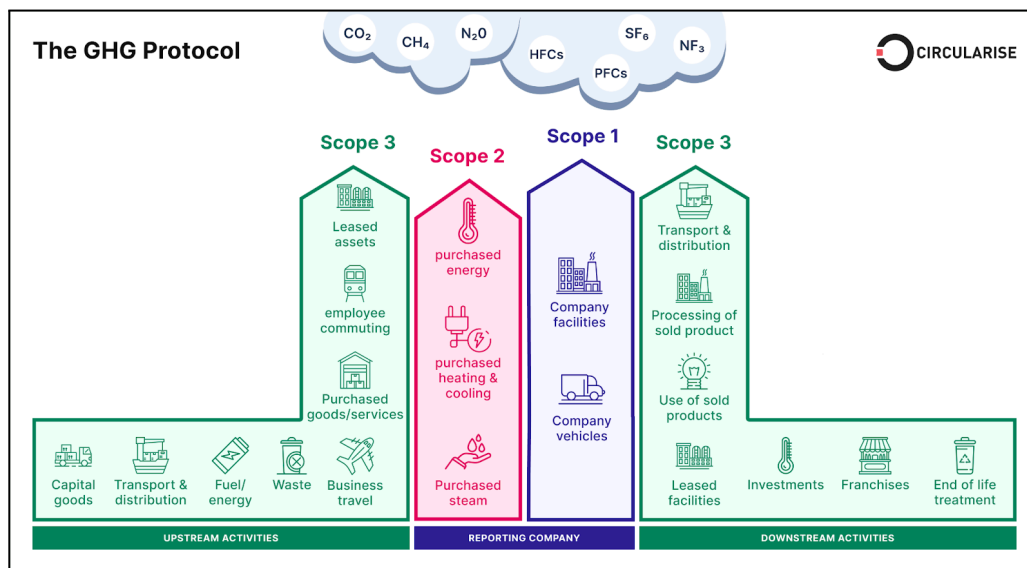 The GHG Protocol
CO₂
CH₄
N₂0
HFCs
PFCs
SF₆
NF₃
CIRCULARISE
Scope 3
Leased
assets
employee
commuting
Purchased
goods/services
Capital
goods
Transport &
distribution
Fuel/
energy
Waste
Business
travel
Scope 2
purchased
energy
purchased
heating &
cooling
Purchased
steam
Scope 1
Company
facilities
Company
vehicles
Scope 3
Transport &
distribution
Processing of
sold product
Use of sold
products
Leased
facilities
Investments
Franchises
End of life
treatment
UPSTREAM ACTIVITIES
REPORTING COMPANY
DOWNSTREAM ACTIVITIES